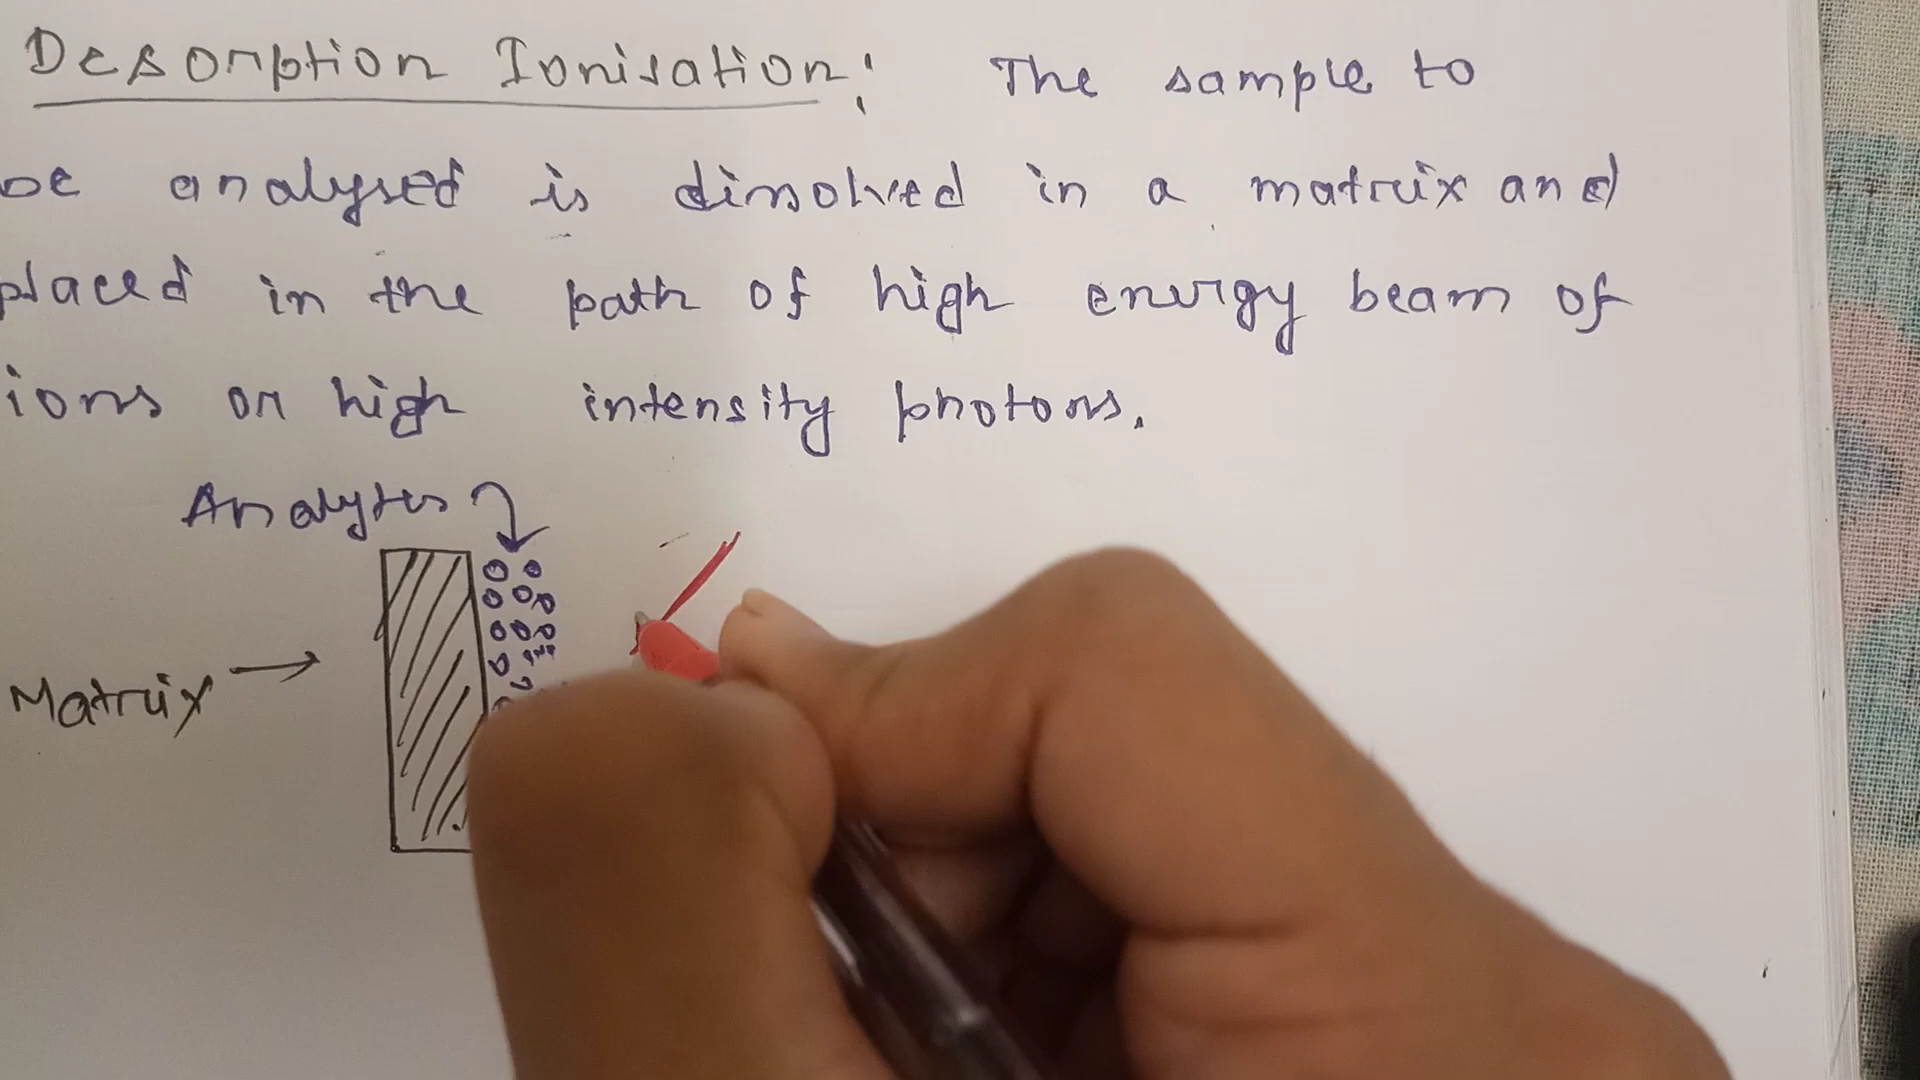 Desorption Ionisation: The sample to
be analysed is dissolved in a matrix and
placed in the path of high energy beam of
ions or high intensity photons.
Analytes
Matrix